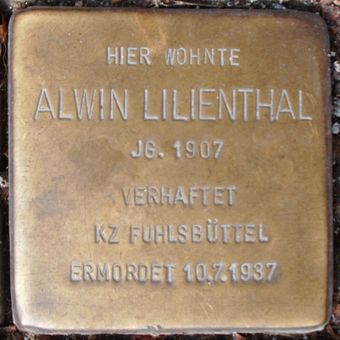 HIER WOHNTE
ALWIN LILIENTHAL
JG. 1907
VERHAFTET
KZ FUHLSBÜTTEL
ERMORDET 10.7.1937